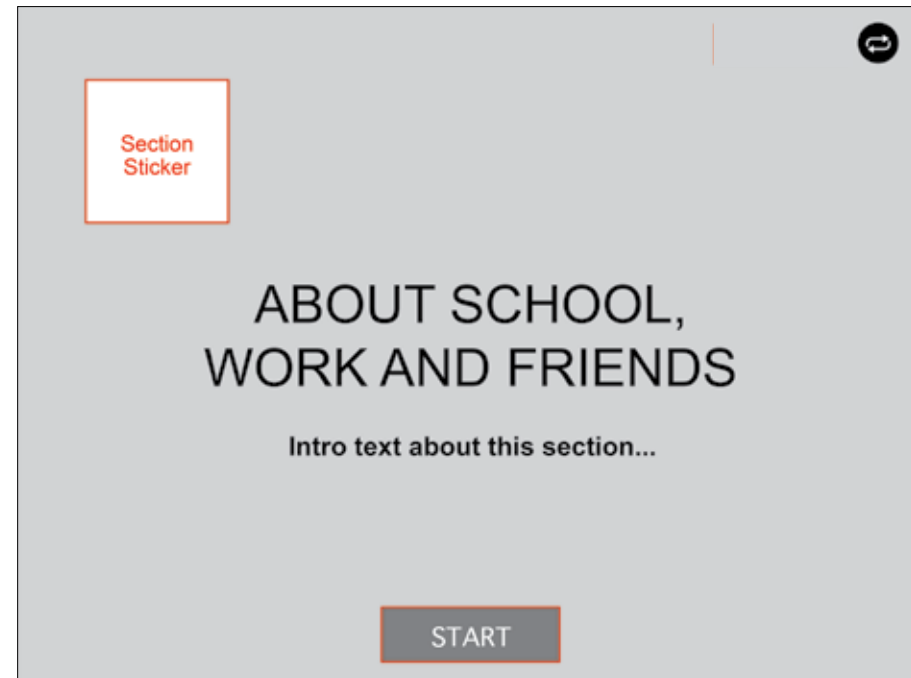 Section
Sticker
ABOUT SCHOOL,
WORK AND FRIENDS
Intro text about this section...
START